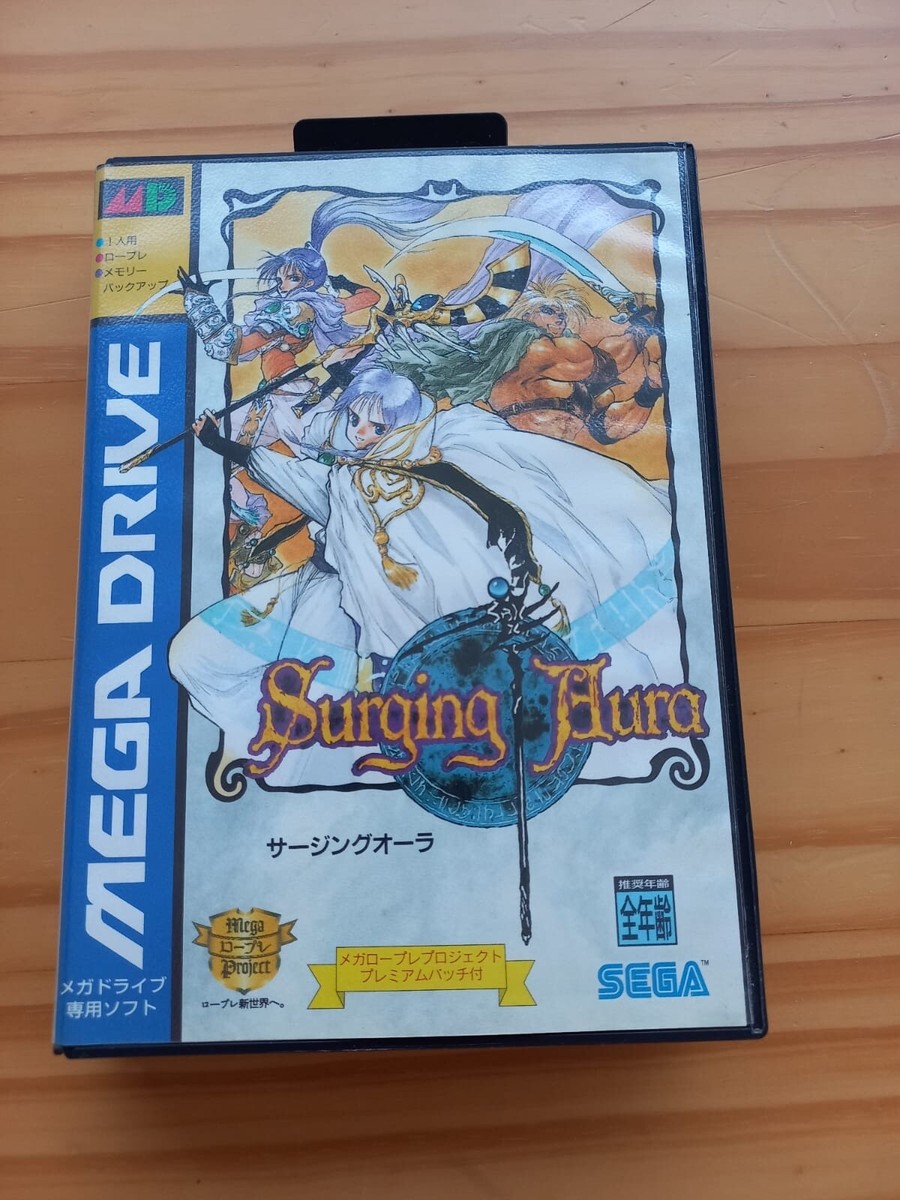 MD
1人用
ロープレ
メモリー
バックアップ
MEGA DRIVE
メガドライブ
専用ソフト
Surging Aura
サージングオーラ
Mega
ロープレ
Project
ロープレ新世界へ。
メガロープレプロジェクト
プレミアムバッチ付
推奨年齢
全年齢
SEGA™